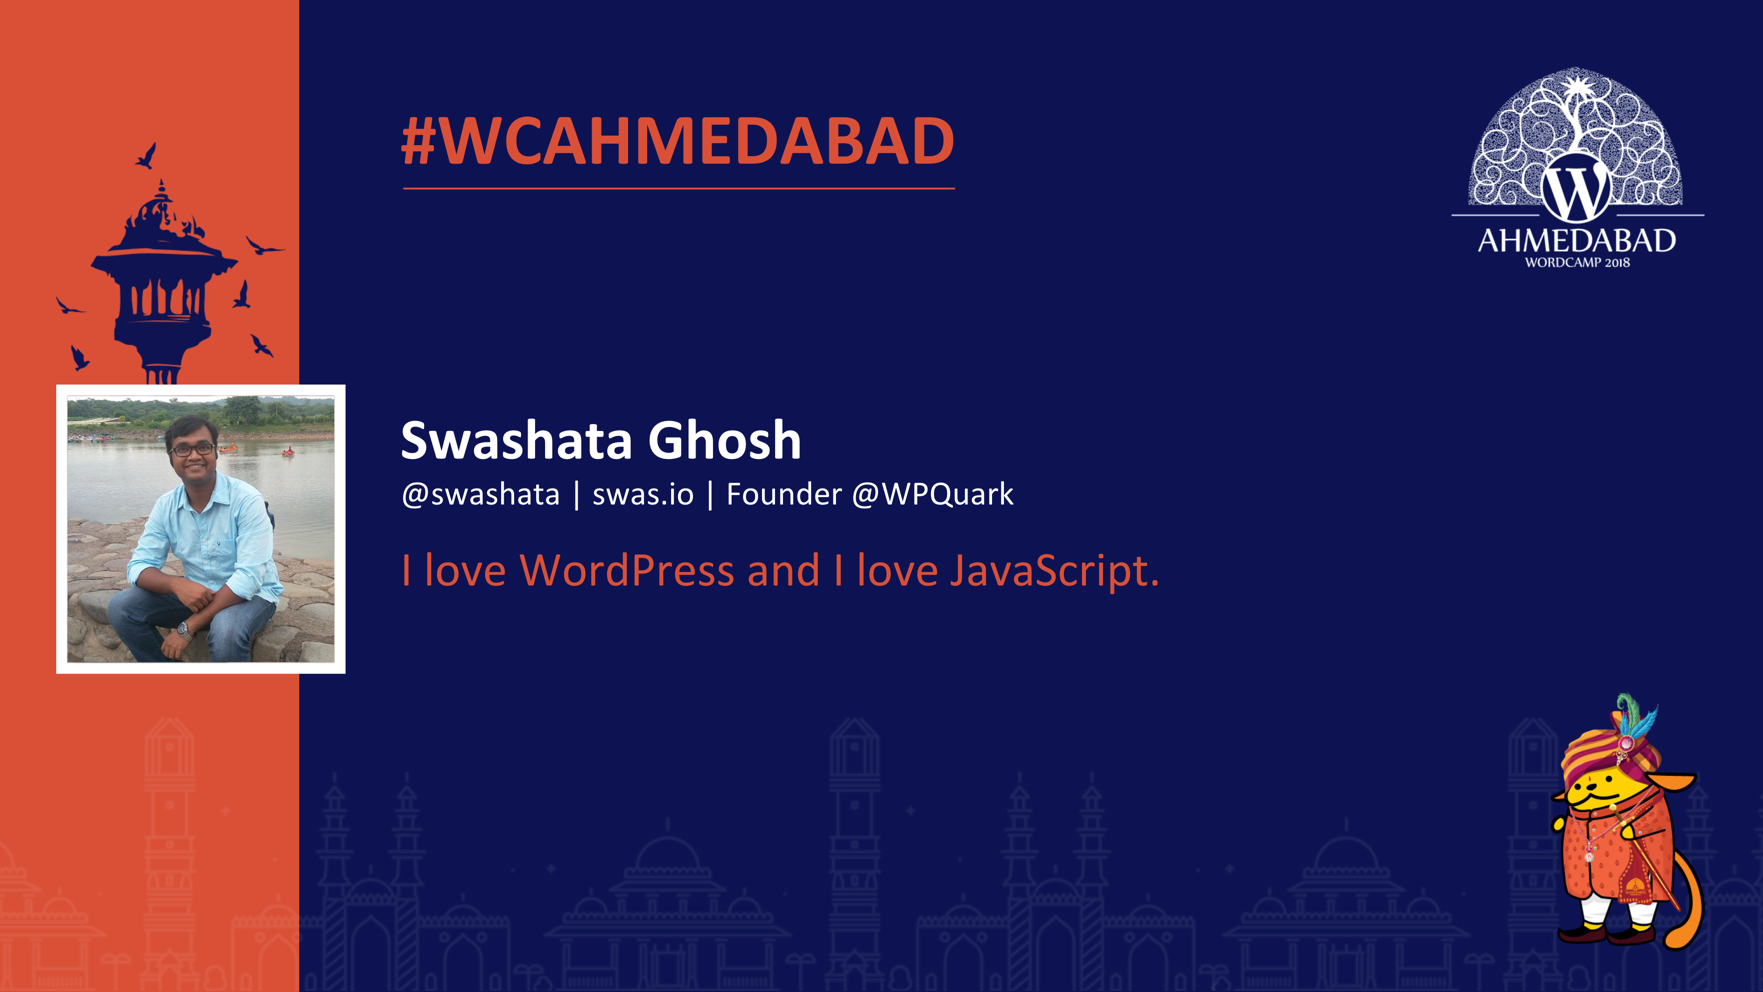 #WCAHMEDABAD
W
AHMEDABAD
WORDCAMP 2018
Swashata Ghosh
@swashata | swas.io | Founder @WPQuark
I love WordPress and I love JavaScript.